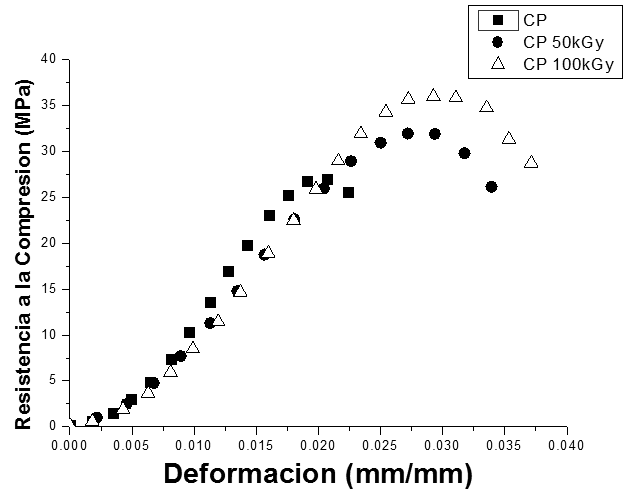 CP
CP 50kGy
CP 100kGy
Resistencia a la Compresion (MPa)
40
35
30
25
20
15
10
5
0
0.000 0.005 0.010 0.015 0.020 0.025 0.030 0.035 0.040
Deformacion (mm/mm)